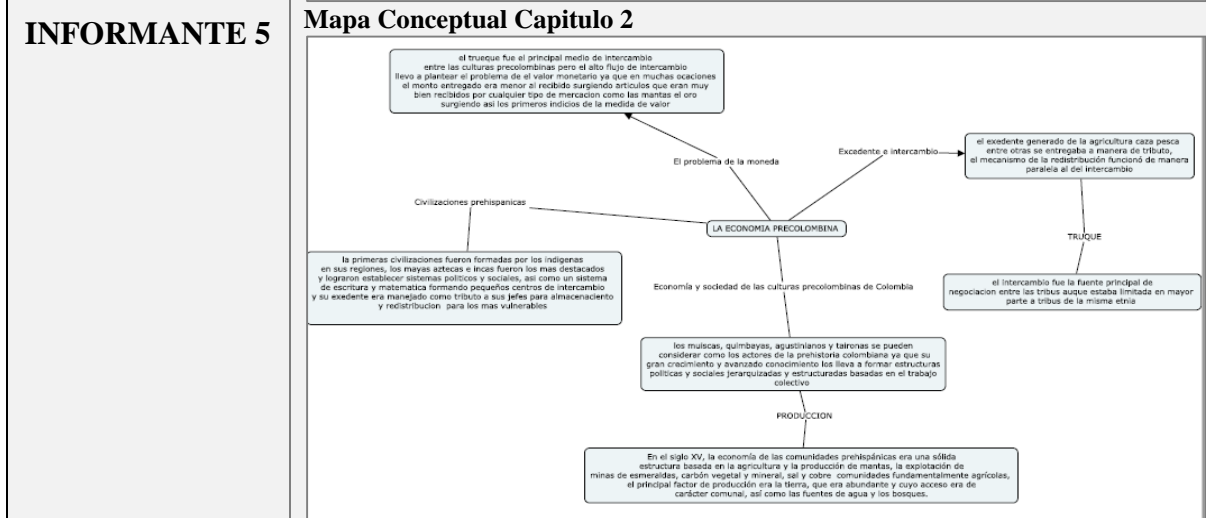 INFORMANTE 5
Mapa Conceptual Capitulo 2
el trueque fue el principal medio de intercambio
entre las culturas precolombinas pero el alto flujo de intercambio
llevo a plantear el problema de el valor monetario ya que en muchas ocaciones
el monto entregado era menor al recibido surgiendo articulos que eran muy
bien recibidos por cualquier tipo de mercacion como las mantas el oro
surgiendo asi los primeros indicios de la medida de valor
El problema de la moneda
Excedente e intercambio
el exedente generado de la agricultura caza pesca
entre otras se entregaba a manera de tributo,
el mecanismo de la redistribución funcionó de manera
paralela al del intercambio
Civilizaciones prehispanicas
LA ECONOMIA PRECOLOMBINA
TRUQUE
la primeras civilizaciones fueron formadas por los indigenas
en sus regiones, los mayas aztecas e incas fueron los mas destacados
y lograron establecer sistemas politicos y sociales, asi como un sistema
de escritura y matematica formando pequeños centros de intercambio
y su exedente era manejado como tributo a sus jefes para almacenaciento
y redistribucion para los mas vulnerables
el intercambio fue la fuente principal de
negociacion entre las tribus auque estaba limitada en mayor
parte a tribus de la misma etnia
Economía y sociedad de las culturas precolombinas de Colombia
los muiscas, quimbayas, agustinianos y taironas se pueden
considerar como los actores de la prehistoria colombiana ya que su
gran crecimiento y avanzado conocimiento los lleva a formar estructuras
politicas y sociales jerarquizadas y estructuradas basadas en el trabajo
colectivo
PRODUCCION
En el siglo XV, la economía de las comunidades prehispánicas era una sólida
estructura basada en la agricultura y la producción de mantas, la explotación de
minas de esmeraldas, carbón vegetal y mineral, sal y cobre comunidades fundamentalmente agrícolas,
el principal factor de producción era la tierra, que era abundante y cuyo acceso era de
carácter comunal, así como las fuentes de agua y los bosques.